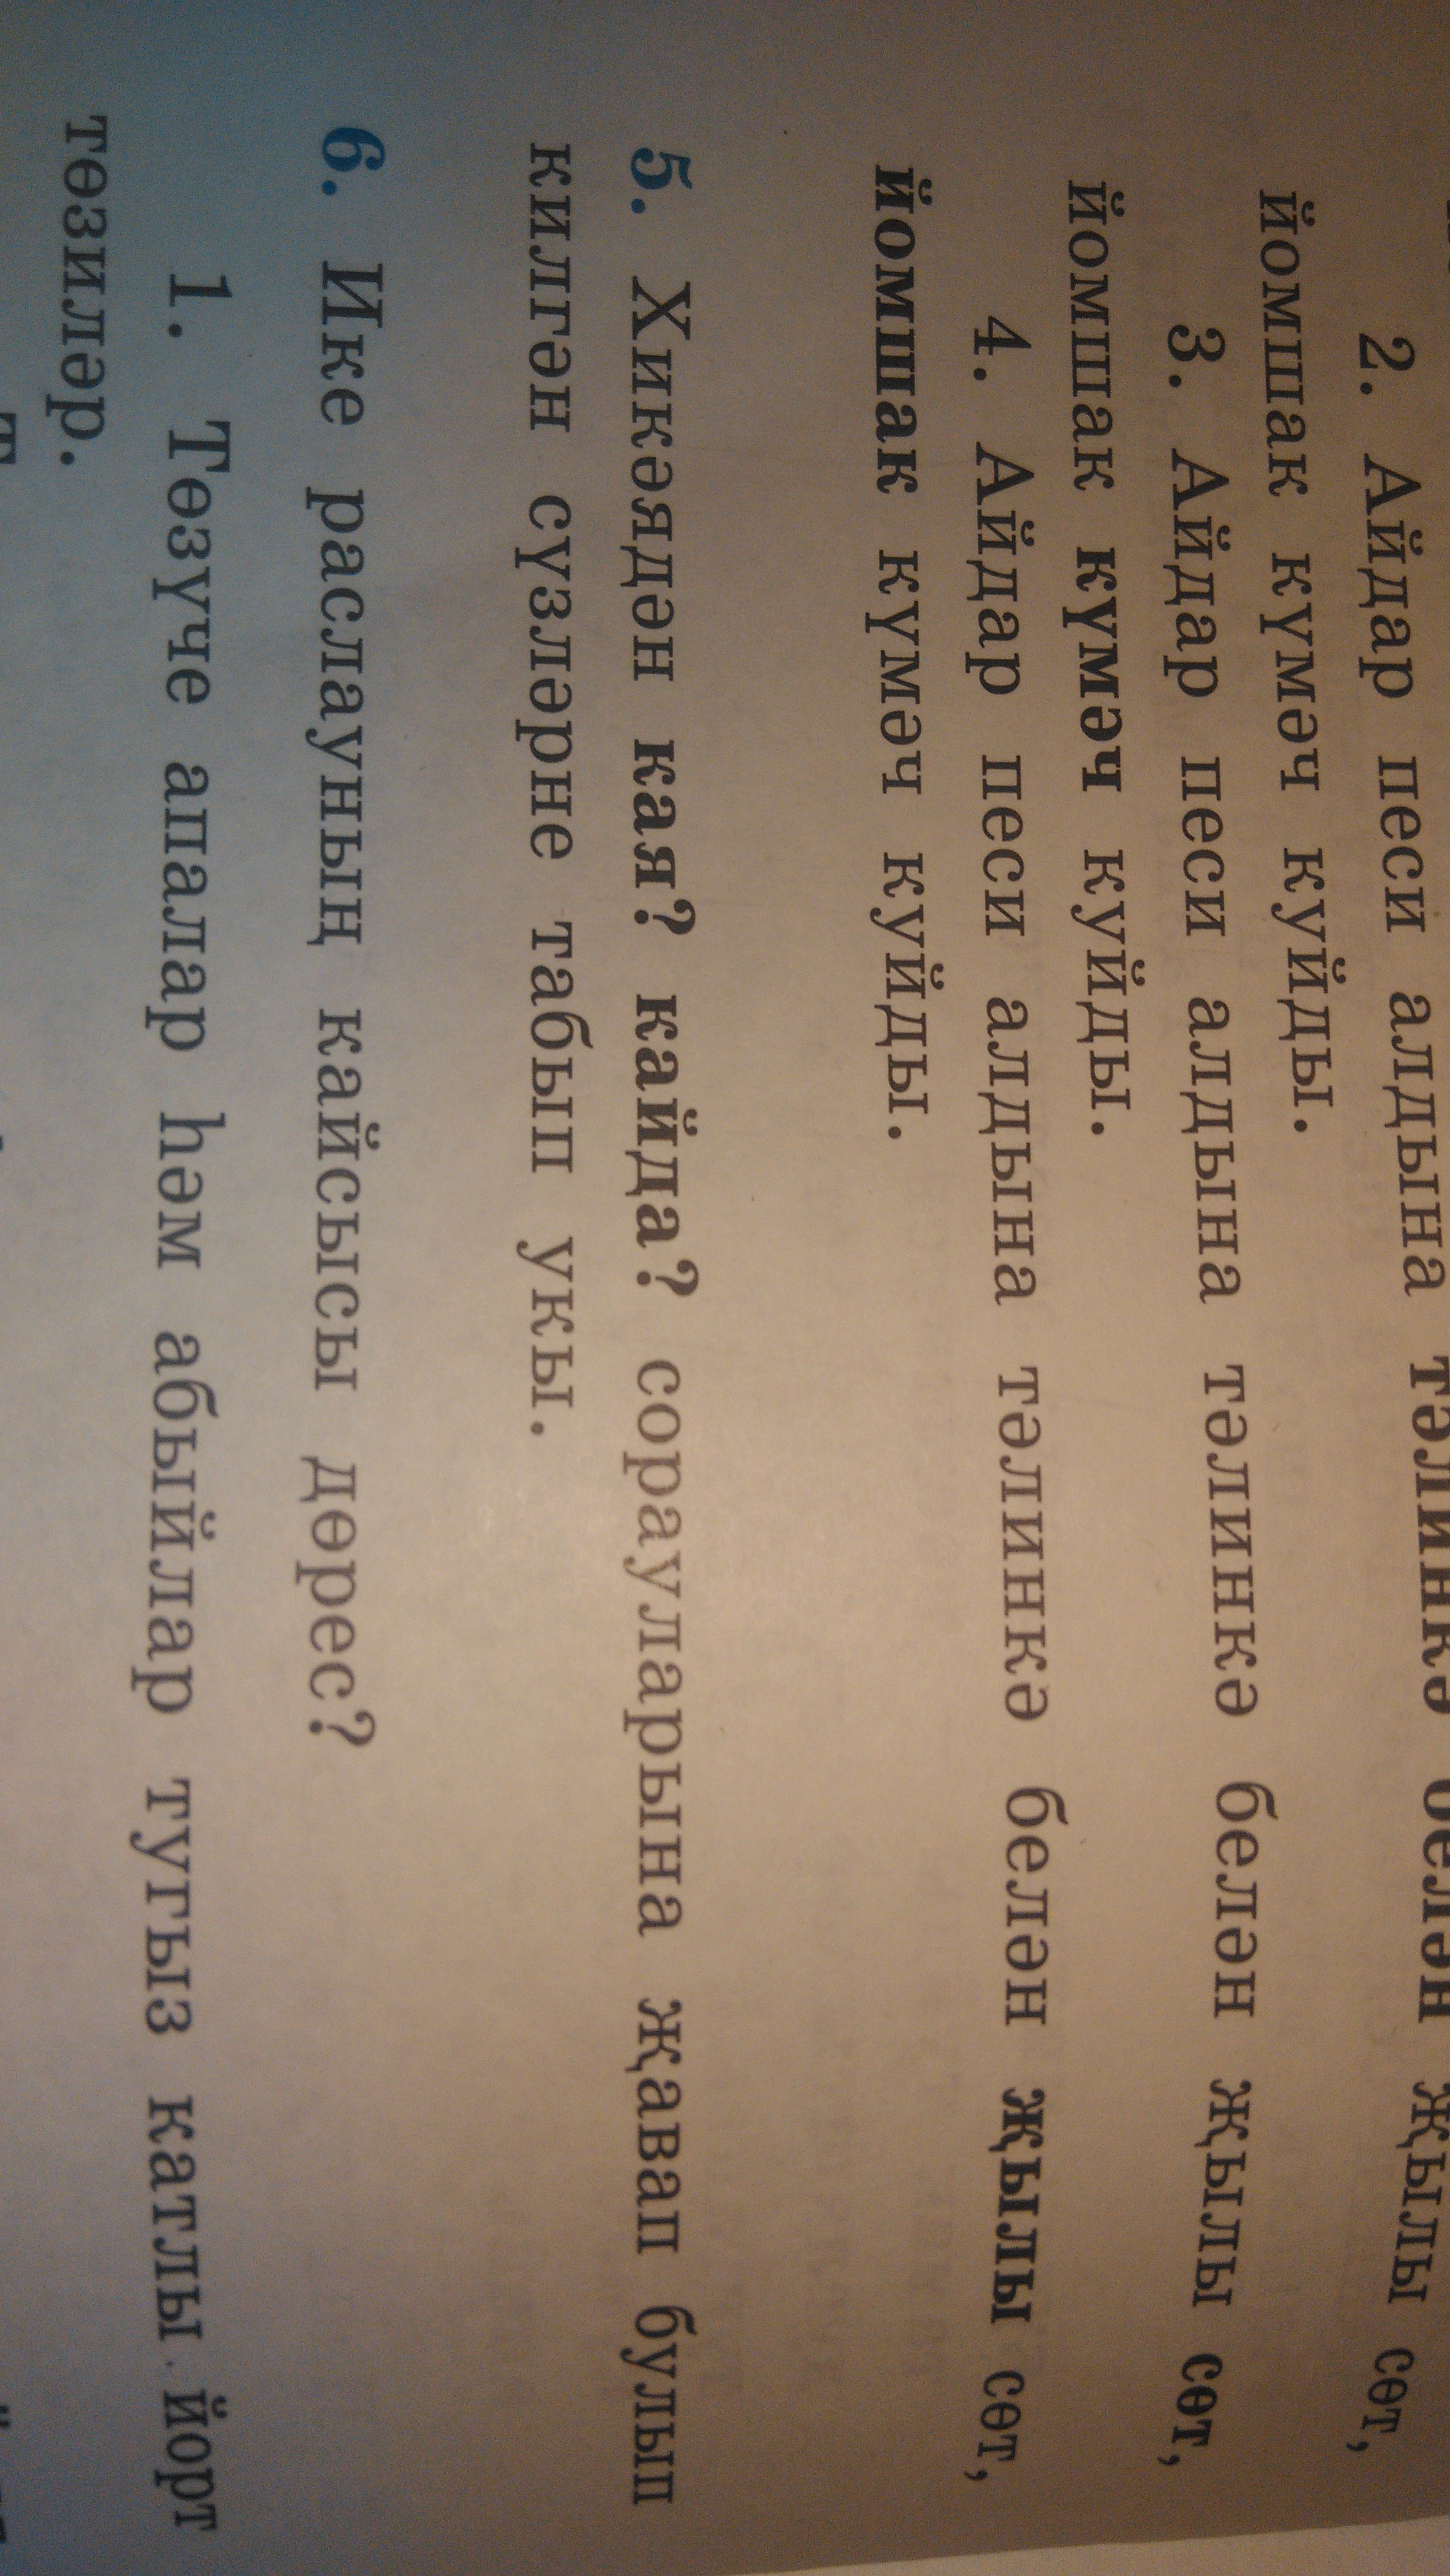 2. Айдар песи алдына тәлинкә белән җылы сөт,
йомшак күмәч куйды.
3. Айдар песи алдына тәлинкә белән җылы сөт,
йомшак күмәч куйды.
4. Айдар песи алдына тәлинкә белән җылы сөт,
йомшак күмәч куйды.
5. Хикәядән кая? кайда? сорауларына җавап булып
килгән сүзләрне табып укы.
6. Ике раслауның кайсысы дөрес?
1. Төзүче апалар һәм абыйлар тугыз катлы йорт
төзиләр.